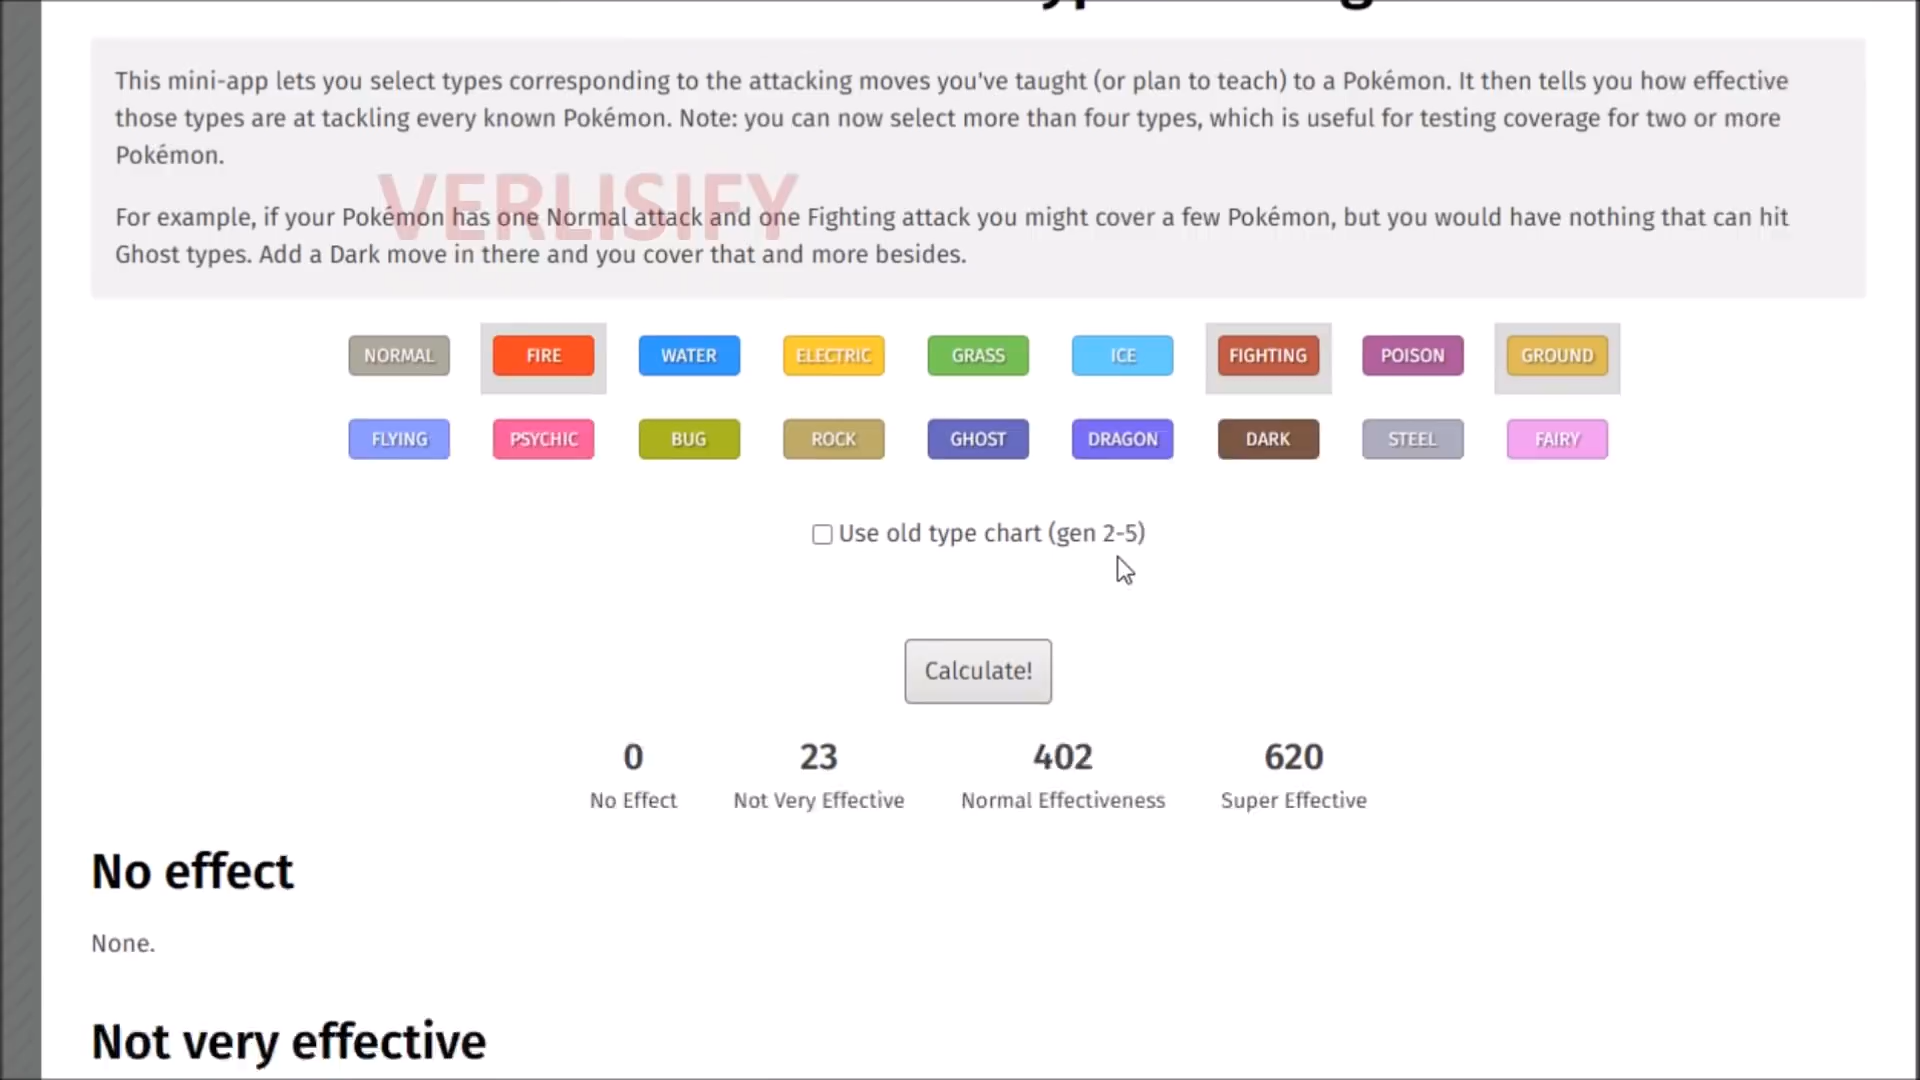 This mini-app lets you select types corresponding to the attacking moves you've taught (or plan to teach) to a Pokémon. It then tells you how effective
those types are at tackling every known Pokémon. Note: you can now select more than four types, which is useful for testing coverage for two or more
Pokémon.
VERLISIFY
For example, if your Pokémon has one Normal attack and one Fighting attack you might cover a few Pokémon, but you would have nothing that can hit
Ghost types. Add a Dark move in there and you cover that and more besides.
NORMAL FIRE WATER ELECTRIC GRASS ICE FIGHTING POISON GROUND
FLYING PSYCHIC BUG ROCK GHOST DRAGON DARK STEEL FAIRY
Use old type chart (gen 2-5)
Calculate!
0 23 402 620
No Effect Not Very Effective Normal Effectiveness Super Effective
No effect
None.
Not very effective